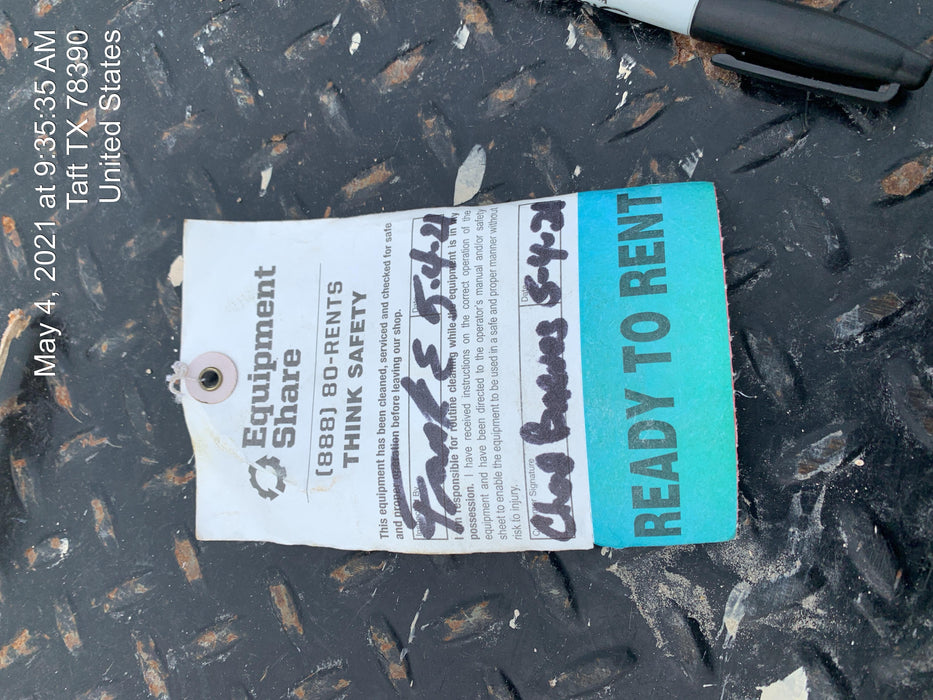 May 4, 2021 at 9:35:35 AM
Taft TX 78390
United States
Equipment
Share
(888) 80-RENTS
THINK SAFETY
This equipment has been cleaned, serviced and checked for safe
and proper operation before leaving our shop.
By
5-4-21
I am responsible for routine cleaning while the equipment is in my
possession. I have received instructions on the correct operation of the
equipment and have been directed to the operator's manual and/or safety
sheet to enable the equipment to be used in a safe and proper manner without
risk to injury.
Signature
Chad 5-4-21
READY TO RENT